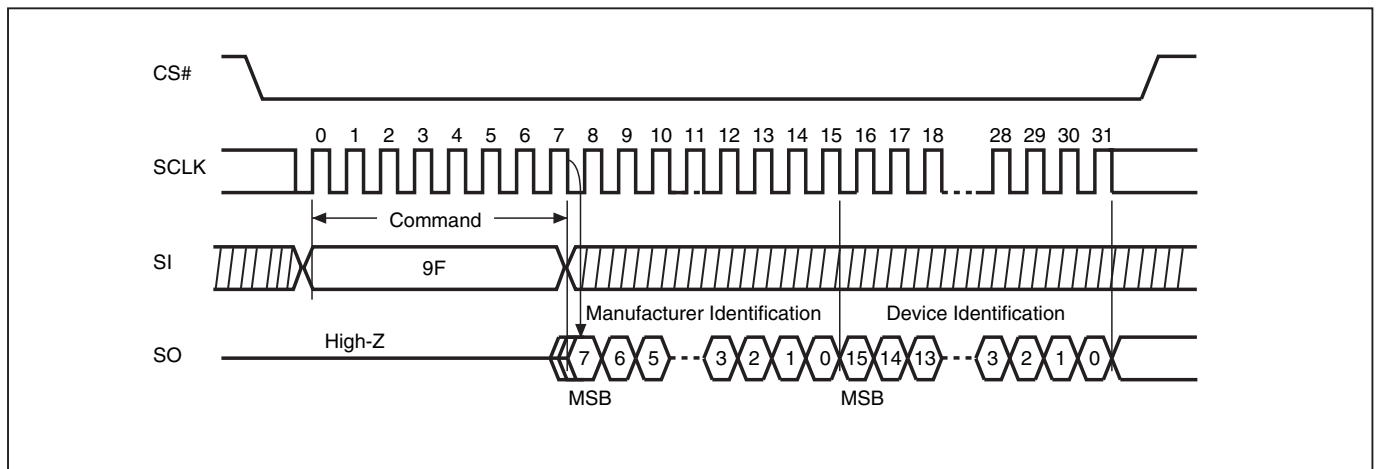 CS#
0 1 2 3 4 5 6 7 8 9 10 11 12 13 14 15 16 17 18 28 29 30 31
SCLK
Command
SI
9F
Manufacturer Identification Device Identification
High-Z
SO
7 6 5 3 2 1 0 15 14 13 3 2 1 0
MSB MSB